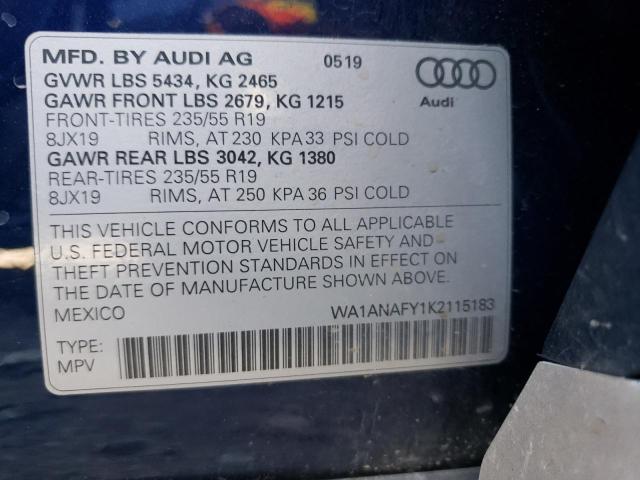 MFD. BY AUDI AG 0519
GVWR LBS 5434, KG 2465
GAWR FRONT LBS 2679, KG 1215
FRONT-TIRES 235/55 R19
8JX19 RIMS, AT 230 KPA 33 PSI COLD
GAWR REAR LBS 3042, KG 1380
REAR-TIRES 235/55 R19
8JX19 RIMS, AT 250 KPA 36 PSI COLD
Audi
THIS VEHICLE CONFORMS TO ALL APPLICABLE
U.S. FEDERAL MOTOR VEHICLE SAFETY AND
THEFT PREVENTION STANDARDS IN EFFECT ON
THE DATE OF MANUFACTURE SHOWN ABOVE.
MEXICO WA1ANAFY1K2115183
TYPE:
MPV